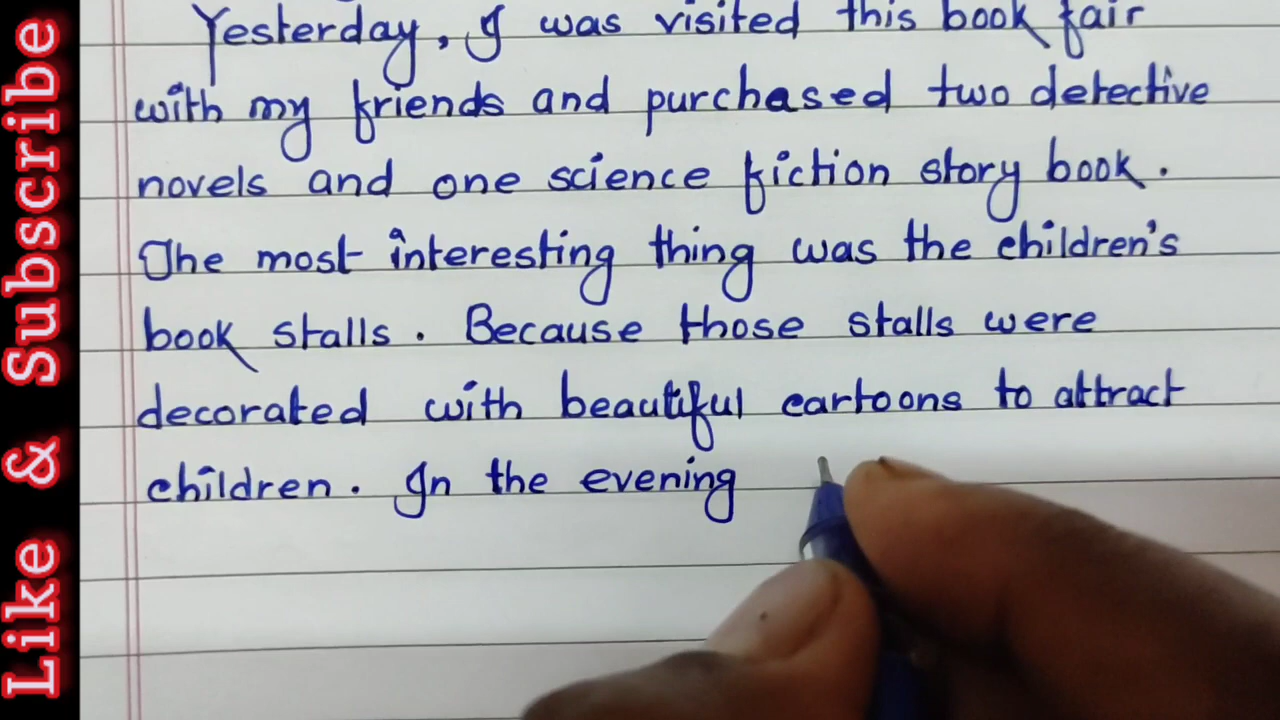 Like & Subscribe
Yesterday, I was visited this book fair
with my friends and purchased two detective
novels and one science fiction story book.
The most interesting thing was the children's
book stalls. Because those stalls were
decorated with beautiful cartoons to attract
children. In the evening